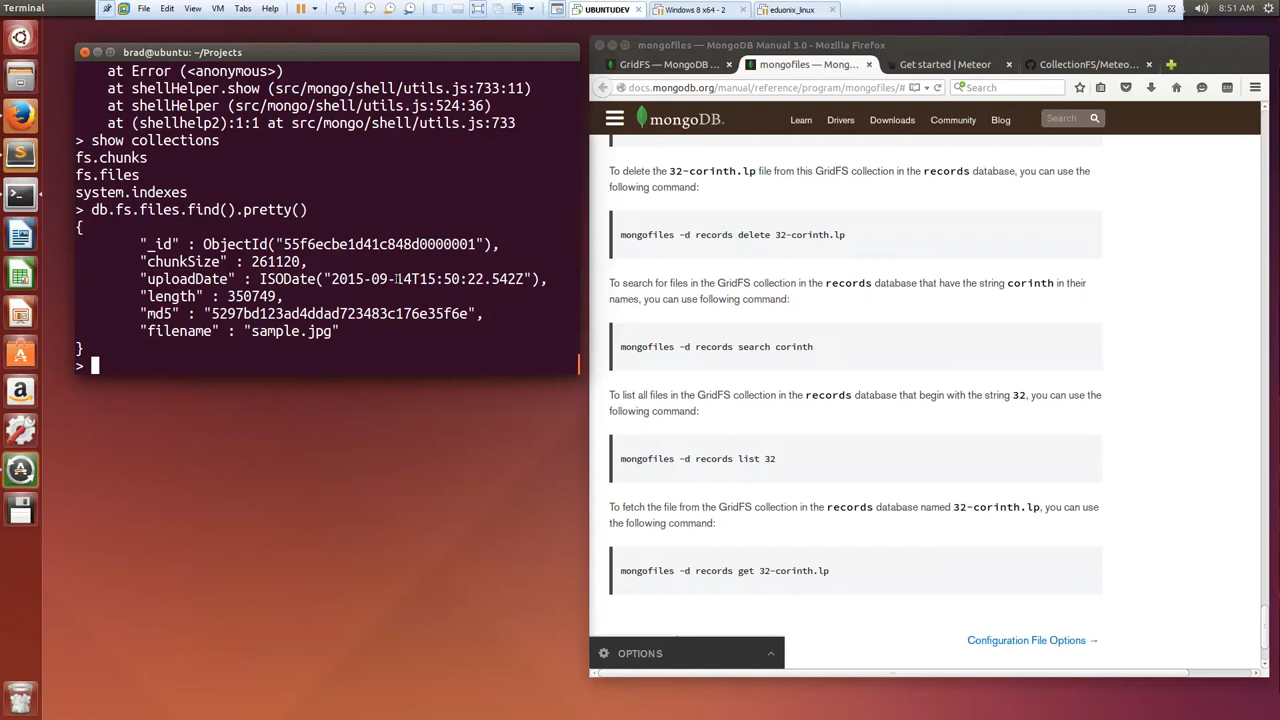 Terminal
File
Edit
View
VM
Tabs
Help
UBUNTUDEV
Windows 8 x64 - 2
eduonix_linux
8:51 AM
brad@ubuntu: ~/Projects
at Error (<anonymous>)
at shellHelper.show (src/mongo/shell/utils.js:733:11)
at shellHelper (src/mongo/shell/utils.js:524:36)
at (shellhelp2):1:1 at src/mongo/shell/utils.js:733
> show collections
fs.chunks
fs.files
system.indexes
> db.fs.files.find().pretty()
{
"_id" : ObjectId("55f6ecbe1d41c848d0000001"),
"chunkSize" : 261120,
"uploadDate" : ISODate("2015-09-14T15:50:22.542Z"),
"length" : 350749,
"md5" : "5297bd123ad4ddad723483c176e35f6e",
"filename" : "sample.jpg"
}
>
mongofiles — MongoDB Manual 3.0 - Mozilla Firefox
GridFS — MongoDB ...
mongofiles — Mong...
Get started | Meteor
CollectionFS/Meteo...
docs.mongodb.org/manual/reference/program/mongofiles/#
Search
mongoDB.
Learn
Drivers
Downloads
Community
Blog
Search
To delete the 32-corinth.lp file from this GridFS collection in the records database, you can use the
following command:
mongofiles -d records delete 32-corinth.lp
To search for files in the GridFS collection in the records database that have the string corinth in their
names, you can use following command:
mongofiles -d records search corinth
To list all files in the GridFS collection in the records database that begin with the string 32, you can use the
following command:
mongofiles -d records list 32
To fetch the file from the GridFS collection in the records database named 32-corinth.lp, you can use
the following command:
mongofiles -d records get 32-corinth.lp
Configuration File Options →
OPTIONS